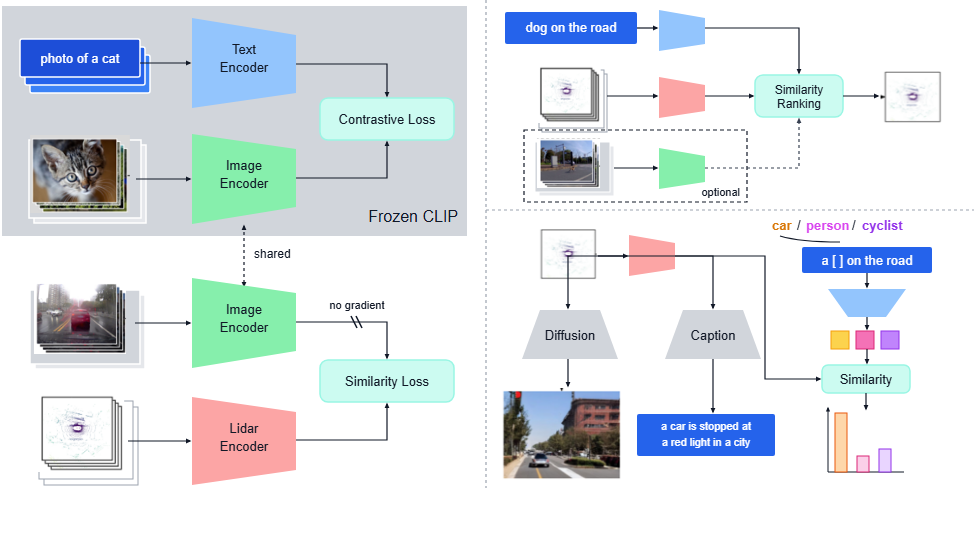 photo of a cat
Text
Encoder
Contrastive Loss
Image
Encoder
Frozen CLIP
shared
Image
Encoder
no gradient
Similarity Loss
Lidar
Encoder
dog on the road
Similarity
Ranking
optional
car / person / cyclist
a [ ] on the road
Diffusion
Caption
Similarity
a car is stopped at
a red light in a city